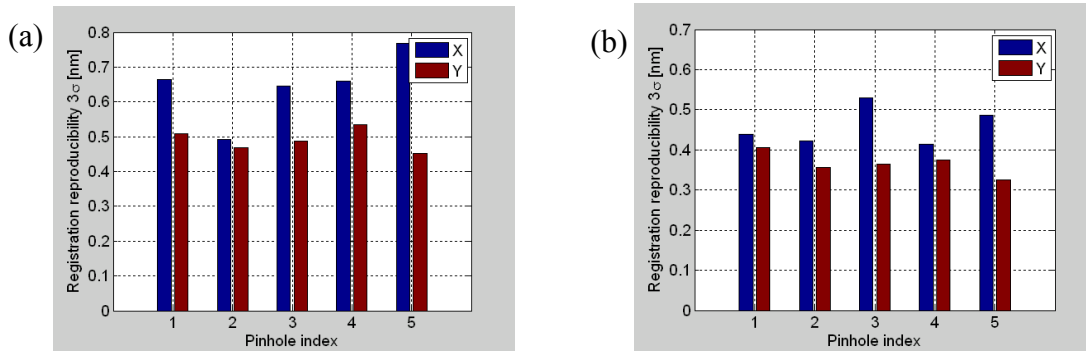 (a)
Registration reproducibility 3σ [nm]
0.8
0.7
0.6
0.5
0.4
0.3
0.2
0.1
0
X
Y
1 2 3 4 5
Pinhole index
(b)
Registration reproducibility 3σ [nm]
0.7
0.6
0.5
0.4
0.3
0.2
0.1
0
X
Y
1 2 3 4 5
Pinhole index